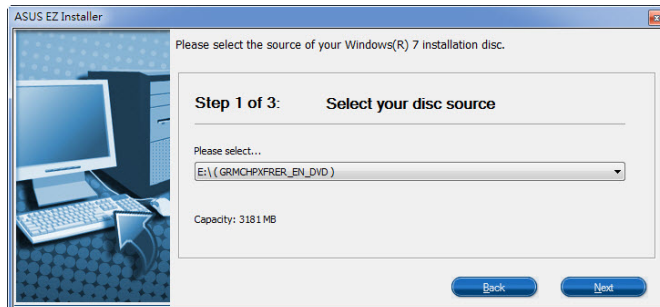 ASUS EZ Installer
Please select the source of your Windows(R) 7 installation disc.
Step 1 of 3: Select your disc source
Please select...
E:\ ( GRMCHPXFRER_EN_DVD )
Capacity: 3181 MB
Back Next